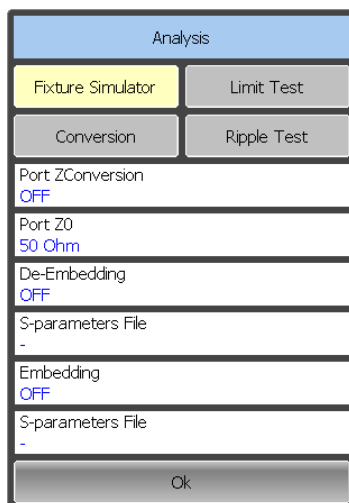 Analysis
Fixture Simulator
Limit Test
Conversion
Ripple Test
Port ZConversion
OFF
Port Z0
50 Ohm
De-Embedding
OFF
S-parameters File
-
Embedding
OFF
S-parameters File
-
Ok